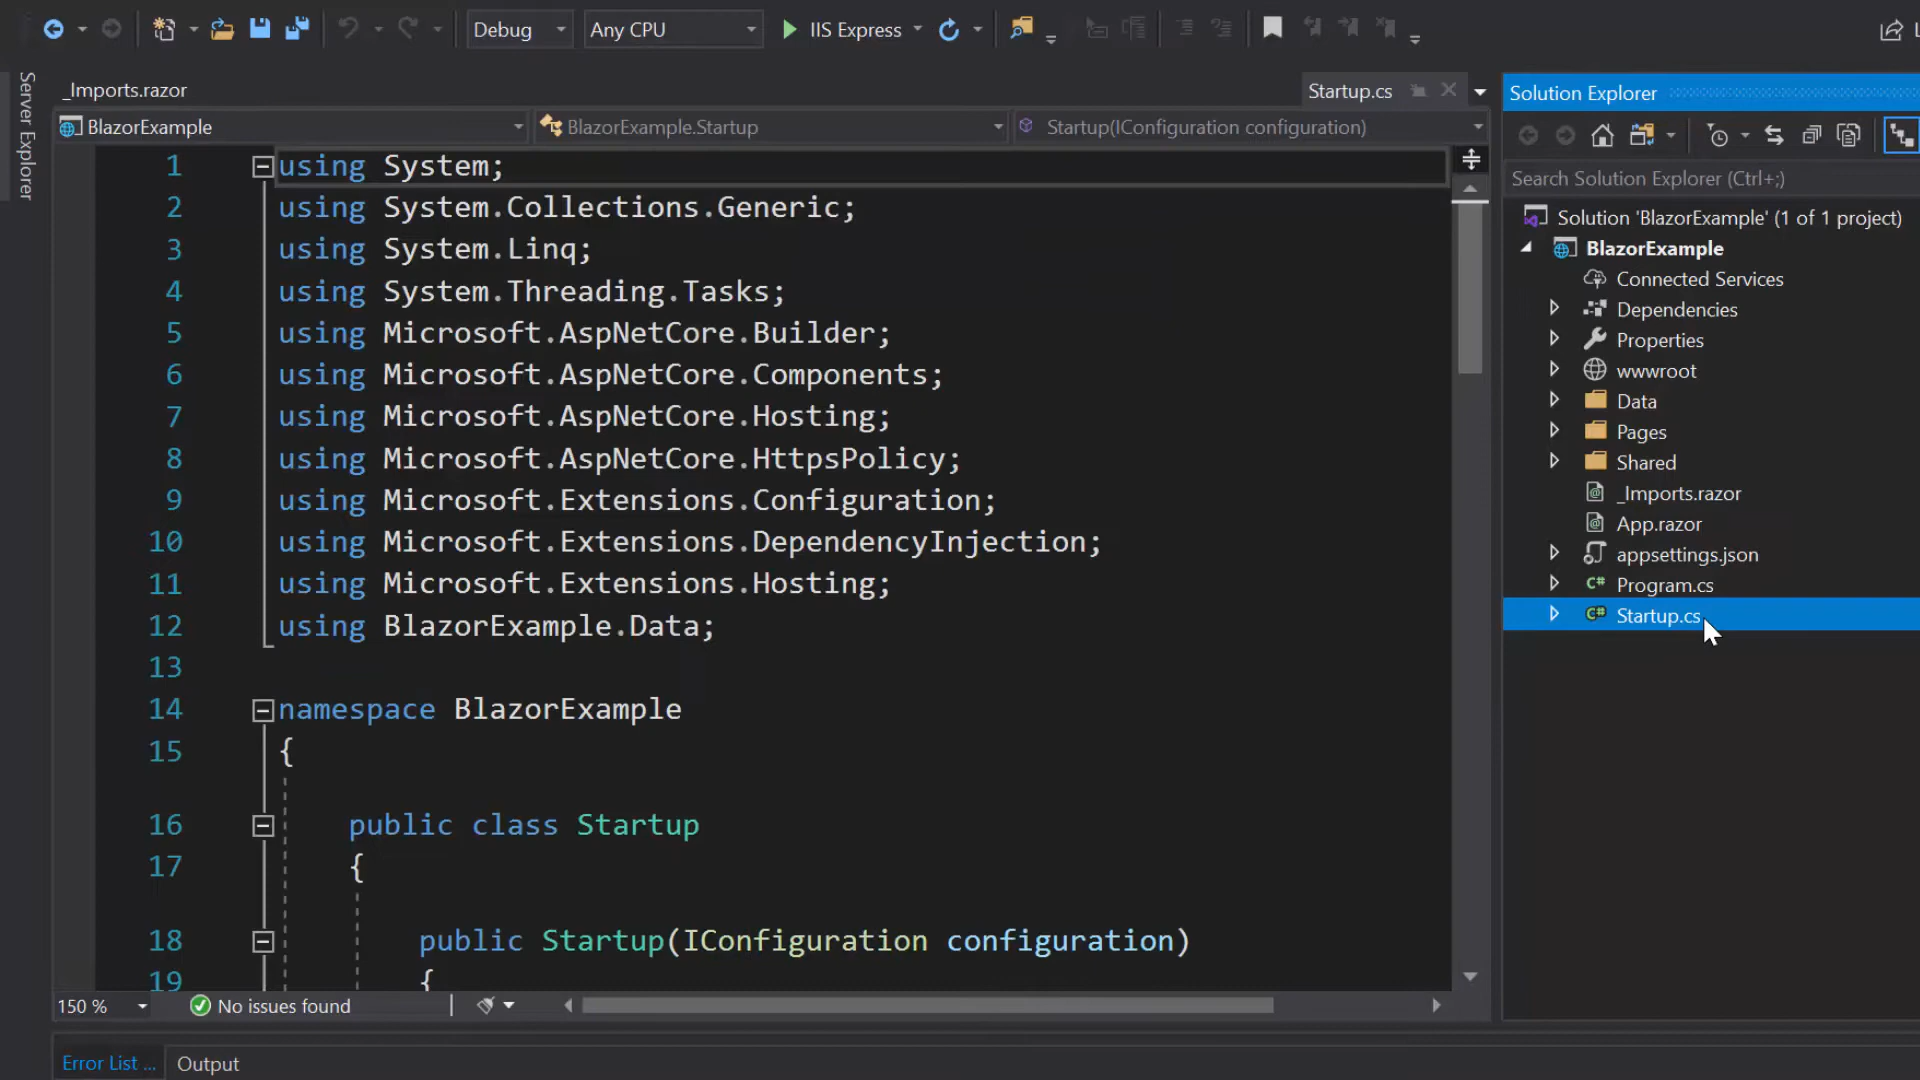 Debug Any CPU IIS Express
Server Explorer
_Imports.razor Startup.cs
BlazorExample BlazorExample.Startup Startup(IConfiguration configuration)
1 using System;
2 using System.Collections.Generic;
3 using System.Linq;
4 using System.Threading.Tasks;
5 using Microsoft.AspNetCore.Builder;
6 using Microsoft.AspNetCore.Components;
7 using Microsoft.AspNetCore.Hosting;
8 using Microsoft.AspNetCore.HttpsPolicy;
9 using Microsoft.Extensions.Configuration;
10 using Microsoft.Extensions.DependencyInjection;
11 using Microsoft.Extensions.Hosting;
12 using BlazorExample.Data;
13
14 namespace BlazorExample
15 {
16 public class Startup
17 {
18 public Startup(IConfiguration configuration)
19 {
150 % No issues found
Error List ... Output
Solution Explorer
Search Solution Explorer (Ctrl+;)
Solution 'BlazorExample' (1 of 1 project)
BlazorExample
Connected Services
Dependencies
Properties
wwwroot
Data
Pages
Shared
_Imports.razor
App.razor
appsettings.json
C# Program.cs
C# Startup.cs